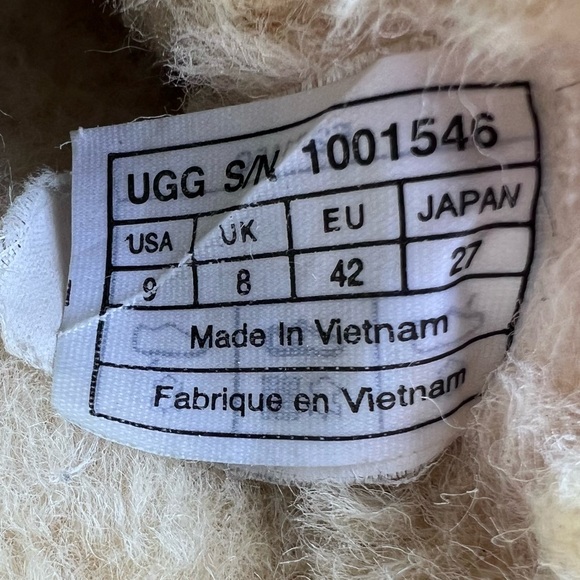 UGG S/N 1001546
USA UK EU JAPAN
9 8 42 27
Made In Vietnam
Fabrique en Vietnam